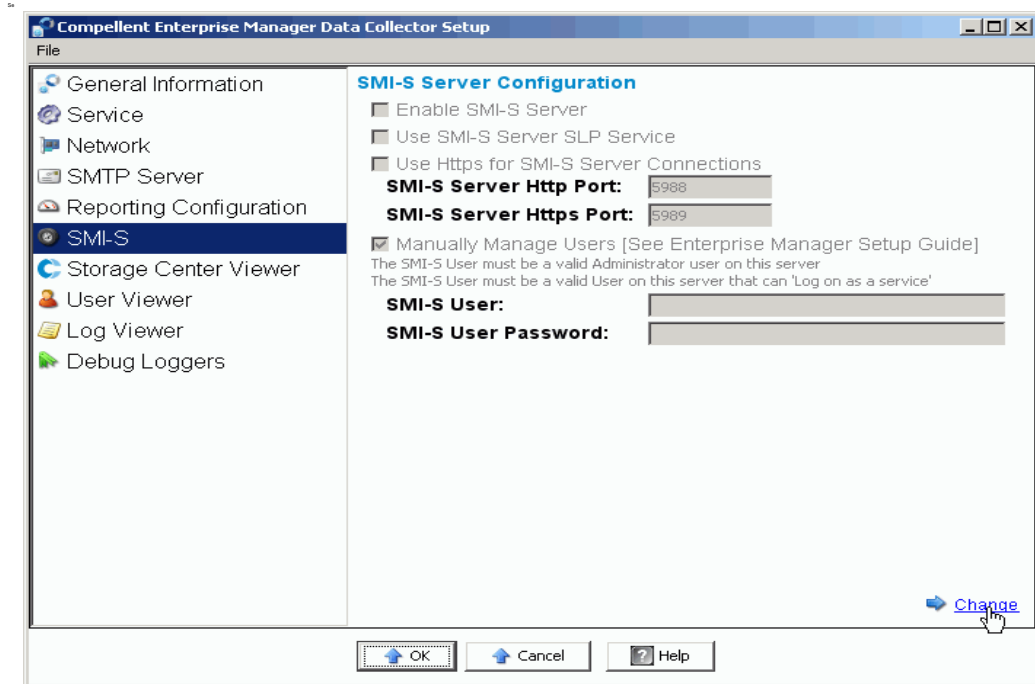 Compellent Enterprise Manager Data Collector Setup
File
General Information
Service
Network
SMTP Server
Reporting Configuration
SMI-S
Storage Center Viewer
User Viewer
Log Viewer
Debug Loggers
SMI-S Server Configuration
Enable SMI-S Server
Use SMI-S Server SLP Service
Use Https for SMI-S Server Connections
SMI-S Server Http Port: 5988
SMI-S Server Https Port: 5989
Manually Manage Users [See Enterprise Manager Setup Guide]
The SMI-S User must be a valid Administrator user on this server
The SMI-S User must be a valid User on this server that can 'Log on as a service'
SMI-S User:
SMI-S User Password:
Change
OK
Cancel
? Help